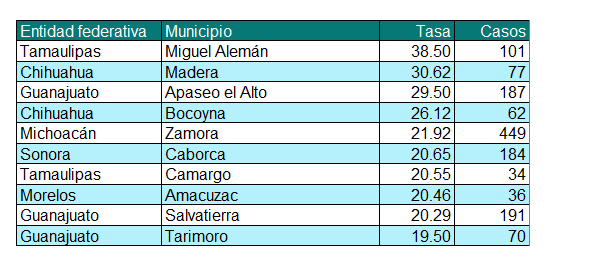 Entidad federativa Municipio Tasa Casos
Tamaulipas Miguel Alemán 38.50 101
Chihuahua Madera 30.62 77
Guanajuato Apaseo el Alto 29.50 187
Chihuahua Bocoyna 26.12 62
Michoacán Zamora 21.92 449
Sonora Caborca 20.65 184
Tamaulipas Camargo 20.55 34
Morelos Amacuzac 20.46 36
Guanajuato Salvatierra 20.29 191
Guanajuato Tarimoro 19.50 70